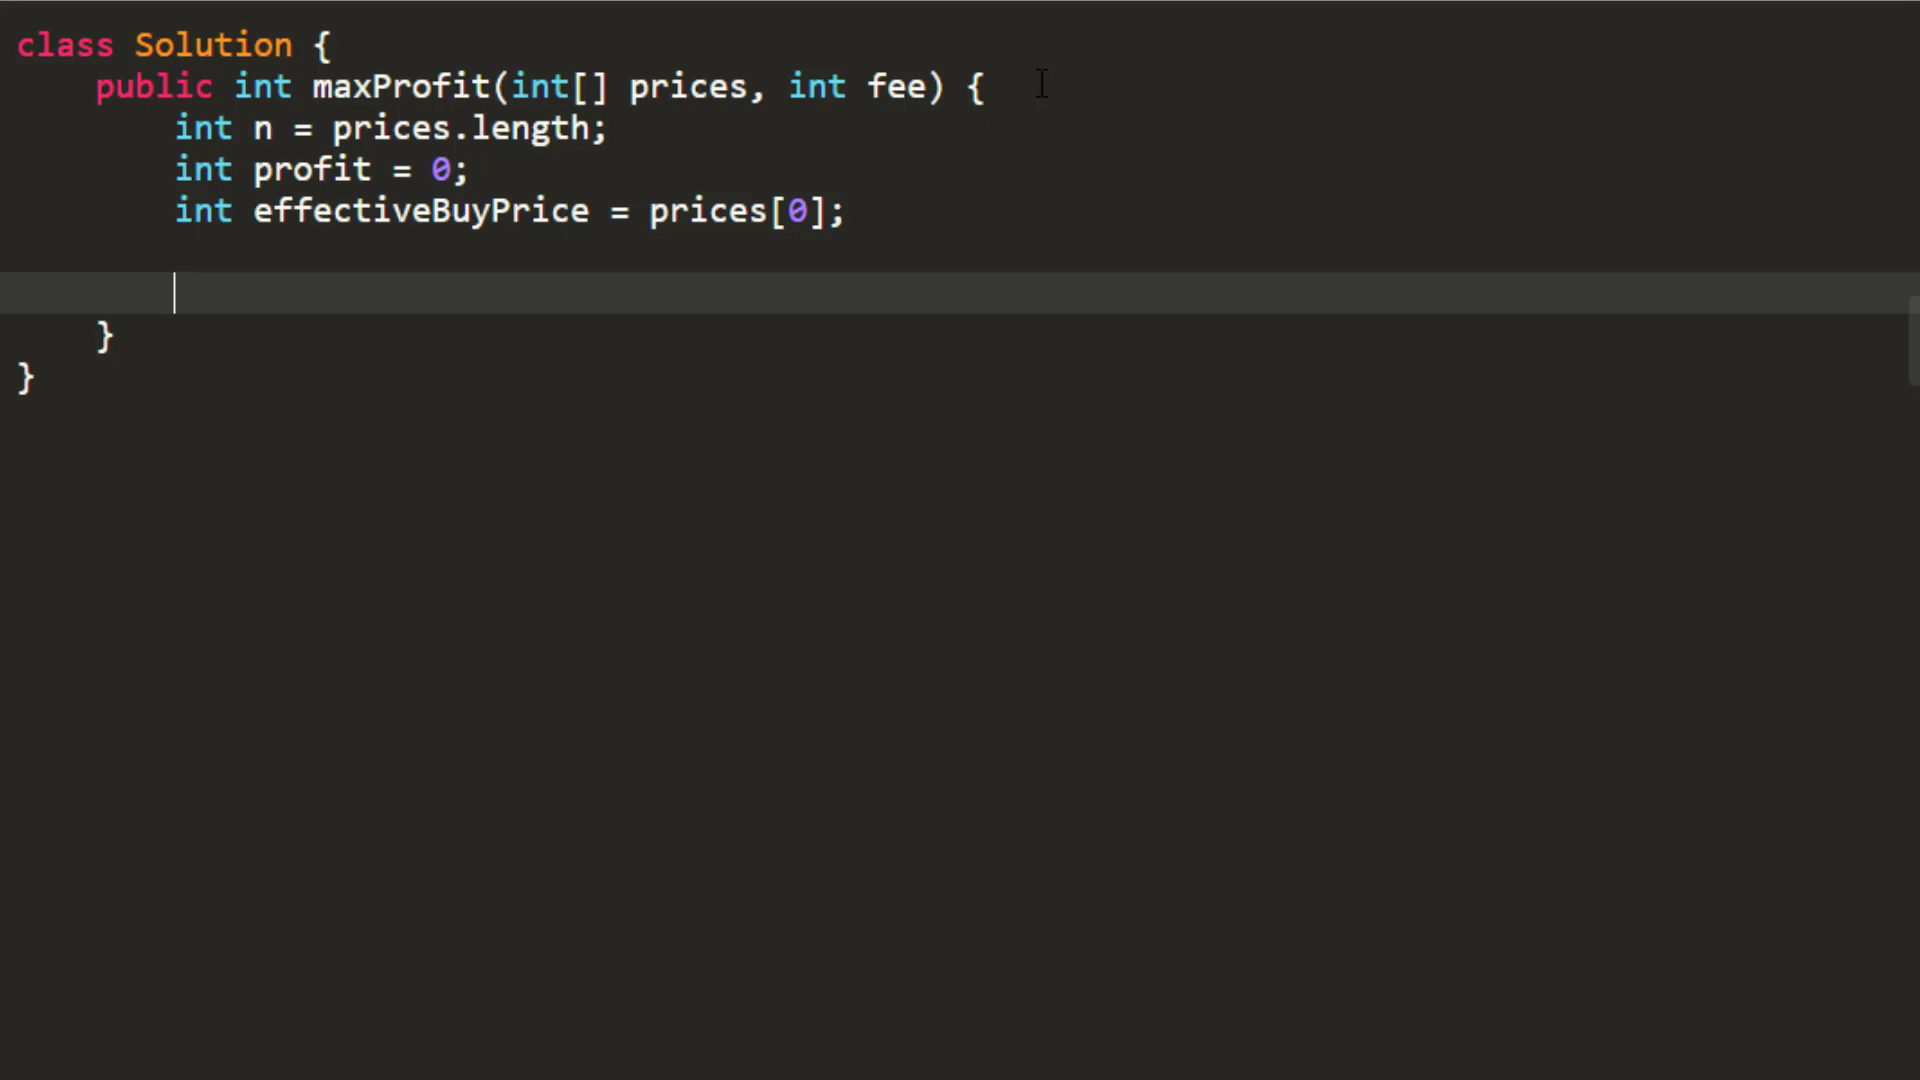 class Solution {
    public int maxProfit(int[] prices, int fee) {
        int n = prices.length;
        int profit = 0;
        int effectiveBuyPrice = prices[0];
    }
}